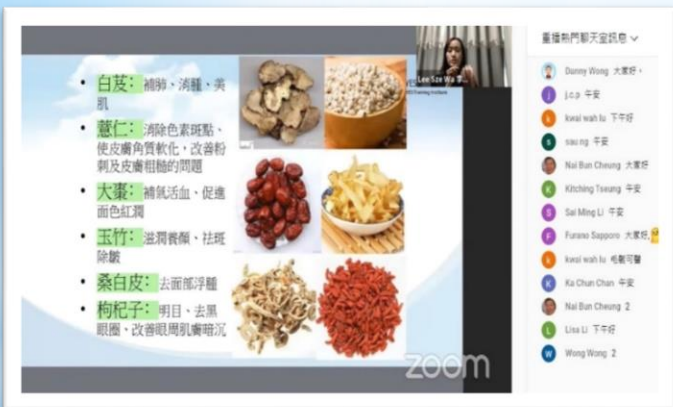 • 白芨：補肺、消腫、美
肌
• 薏仁：消除色素斑點、
使皮膚角質軟化，改善粉
刺及皮膚粗糙的問題
• 大棗：補氣活血、促進
面色紅潤
• 玉竹：滋潤養顏、祛斑
除皺
• 桑白皮：去面部浮腫
• 枸杞子：明目、去黑
眼圈、改善眼周肌膚暗沉
Lee Sze Wa
zoom
重播熱門聊天室訊息
Danny Wong 大家好，
j.c.p 午安
kwai wah lu 下午好
siau ng 午安
Nai Bun Cheung 大家好
Kitching Tseung 午安
Sai Ming Li 午安
Furano Sapporo 大家好,
kwai wah lu
Ka Chun Chan 午安
Nai Bun Cheung 2
Lisa Li 下午好
Wong Wong 2